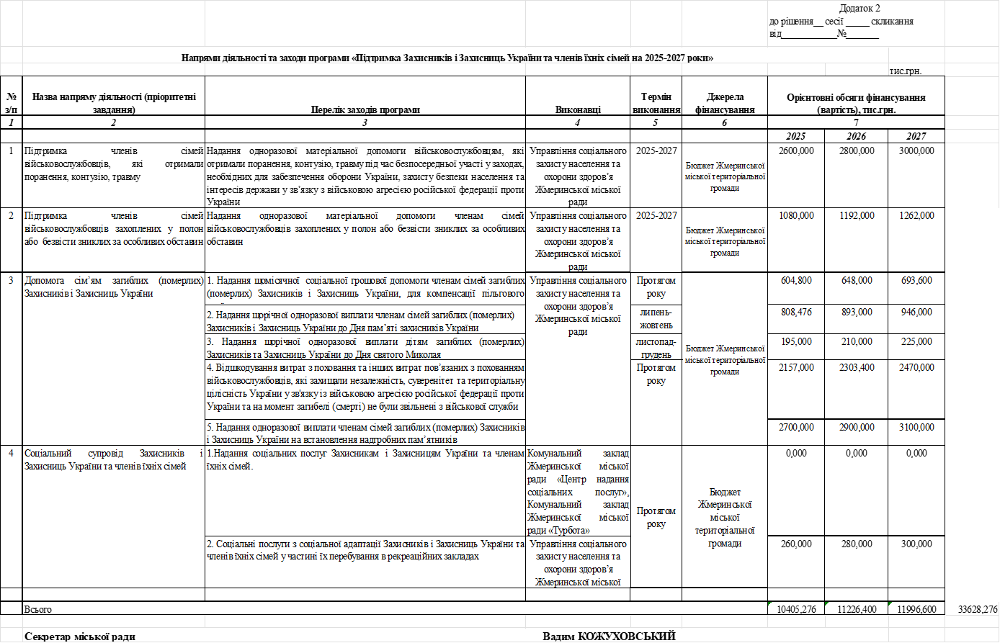 Додаток 2
до рішення__ сесії _____ скликання
від____________№_______
Напрями діяльності та заходи програми «Підтримка Захисників і Захисниць України та членів їхніх сімей на 2025-2027 роки»
тис.грн.
№ з/п
Назва напряму діяльності (пріоритетні
завдання)
Перелік заходів програми
Виконавці
Термін
виконання
Джерела
фінансування
Орієнтовні обсяги фінансування
(вартість), тис.грн.
1 2 3 4 5 6 7
2025 2026 2027
1
Підтримка членів сімей
військовослужбовців, які отримали
поранення, контузію, травму
Надання одноразової матеріальної допомоги військовослужбовцям, які
отримали поранення, контузію, травму під час безпосередньої участі у заходах,
необхідних для забезпечення оборони України, захисту безпеки населення та
інтересів держави у зв’язку з військовою агресією російської федерації проти
України
Управління соціального
захисту населення та
охорони здоров’я
Жмеринської міської
ради
2025-2027
Бюджет Жмеринської
міської територіальної
громади
2600,000 2800,000 3000,000
2
Підтримка членів сімей
військовослужбовців захоплених у полон
або безвісти зниклих за особливих обставин
Надання одноразової матеріальної допомоги членам сімей
військовослужбовців захоплених у полон або безвісти зниклих за особливих
обставин
Управління соціального
захисту населення та
охорони здоров’я
Жмеринської міської
ради
2025-2027
Бюджет Жмеринської
міської територіальної
громади
1080,000 1192,000 1262,000
3
Допомога сім’ям загиблих (померлих)
Захисників і Захисниць України
1. Надання щомісячної соціальної грошової допомоги членам сімей загиблих
(померлих) Захисників і Захисниць України, для компенсації пільгового
Управління соціального
захисту населення та
охорони здоров’я
Жмеринської міської
ради
Протягом
року
Бюджет Жмеринської
міської територіальної
громади
604,800 648,000 693,600
2. Надання щорічної одноразової виплати членам сімей загиблих (померлих)
Захисників і Захисниць України до Дня пам’яті захисників України
липень-
жовтень
808,476 893,000 946,000
3. Надання щорічної одноразової виплати дітям загиблих (померлих)
Захисників та Захисниць України до Дня святого Миколая
листопад-
грудень
195,000 210,000 225,000
4. Відшкодування витрат з поховання та інших витрат пов’язаних з похованням
військовослужбовців, які захищали незалежність, суверенітет та територіальну
цілісність України у зв'язку із військовою агресією російської федерації проти
України та на момент загибелі (смерті) не були звільнені з військової служби
Протягом
року
2157,000 2303,400 2470,000
5. Надання одноразової виплати членам сімей загиблих (померлих) Захисників
і Захисниць України на встановлення надгробних пам’ятників
2700,000 2900,000 3100,000
4
Соціальний супровід Захисників і
Захисниць України та членів їхніх сімей
1.Надання соціальних послуг Захисникам і Захисницям України та членам
їхніх сімей.
Комунальний заклад
Жмеринської міської
ради «Центр надання
соціальних послуг»,
Комунальний заклад
Жмеринської міської
ради «Турбота»
Протягом
року
Бюджет
Жмеринської
міської
територіальної
громади
0,000 0,000 0,000
2. Соціальні послуги з соціальної адаптації Захисників і Захисниць України та
членів їхніх сімей у частині їх перебування в рекреаційних закладах
Управління соціального
захисту населення та
охорони здоров’я
Жмеринської міської
260,000 280,000 300,000
Всього 10405,276 11226,400 11996,600 33628,276
Секретар міської ради Вадим КОЖУХОВСЬКИЙ